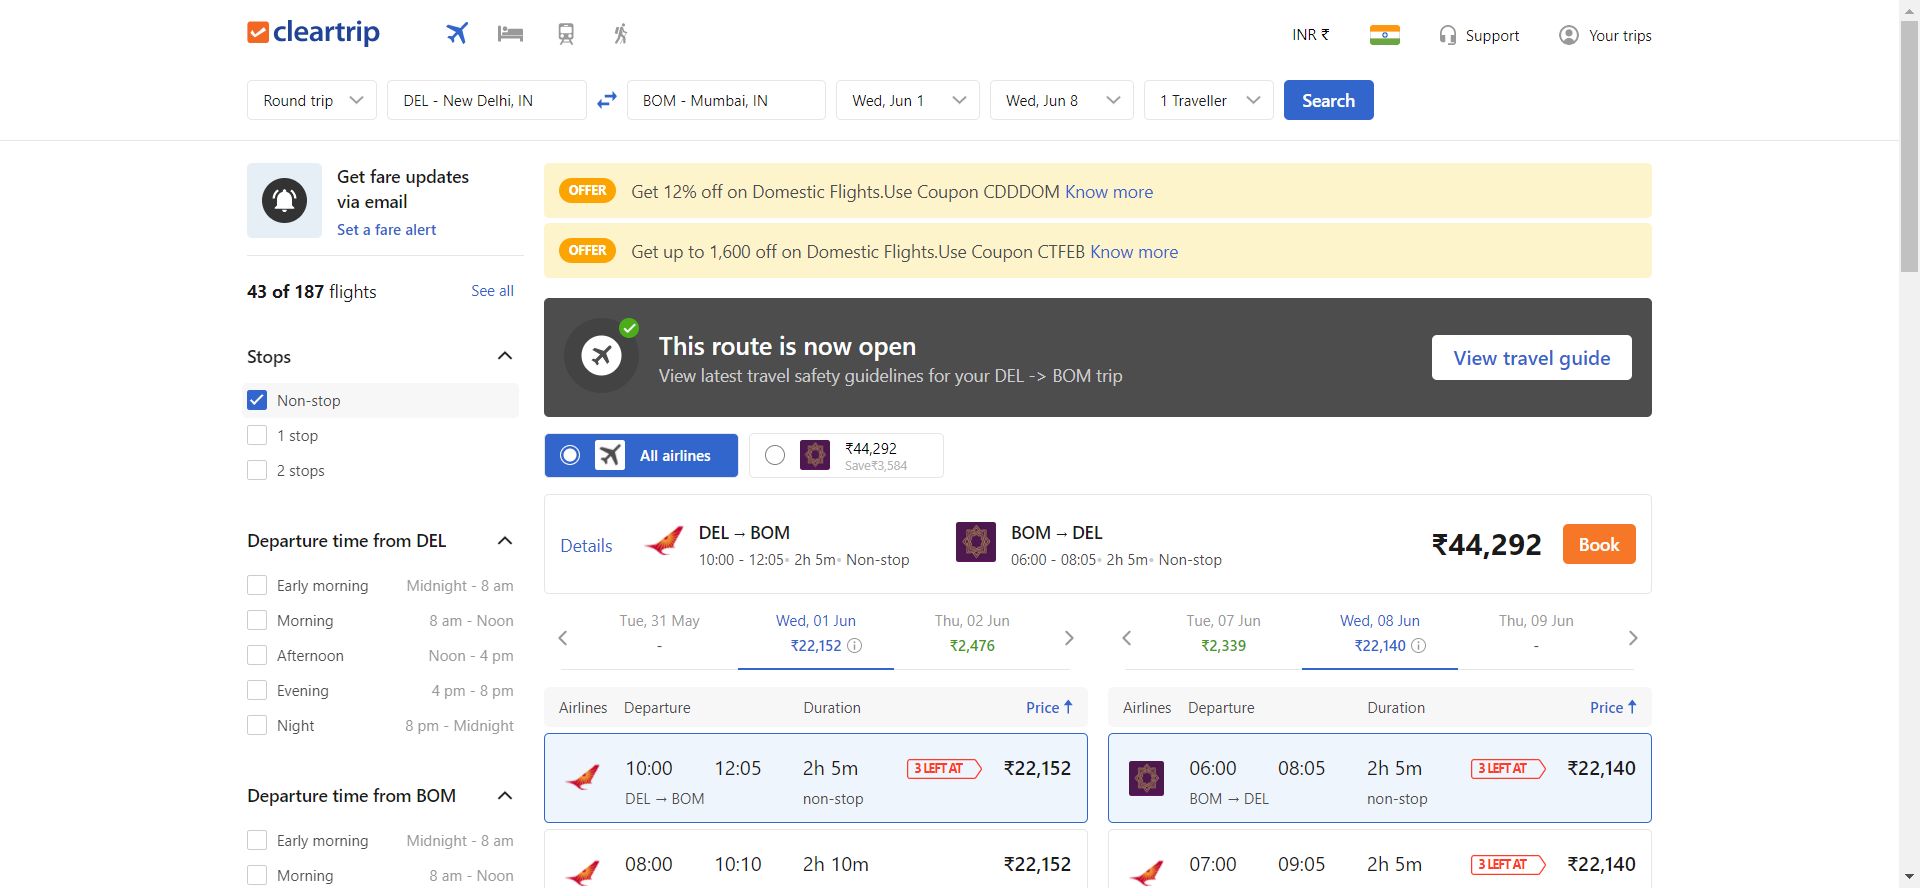 cleartrip
INR ₹
Support
Your trips
Round trip
DEL - New Delhi, IN
BOM - Mumbai, IN
Wed, Jun 1
Wed, Jun 8
1 Traveller
Search
Get fare updates
via email
Set a fare alert
43 of 187 flights
See all
Stops
Non-stop
1 stop
2 stops
Departure time from DEL
Early morning Midnight - 8 am
Morning 8 am - Noon
Afternoon Noon - 4 pm
Evening 4 pm - 8 pm
Night 8 pm - Midnight
Departure time from BOM
Early morning Midnight - 8 am
Morning 8 am - Noon
OFFER Get 12% off on Domestic Flights.Use Coupon CDDDOM Know more
OFFER Get up to 1,600 off on Domestic Flights.Use Coupon CTFEB Know more
This route is now open
View latest travel safety guidelines for your DEL -> BOM trip
View travel guide
All airlines
₹44,292
Save₹3,584
Details
DEL → BOM
10:00 - 12:05• 2h 5m• Non-stop
BOM → DEL
06:00 - 08:05• 2h 5m• Non-stop
₹44,292
Book
Tue, 31 May
-
Wed, 01 Jun
₹22,152
Thu, 02 Jun
₹2,476
Tue, 07 Jun
₹2,339
Wed, 08 Jun
₹22,140
Thu, 09 Jun
-
Airlines Departure Duration Price
10:00 12:05 2h 5m 3 LEFT AT ₹22,152
DEL → BOM non-stop
08:00 10:10 2h 10m ₹22,152
Airlines Departure Duration Price
06:00 08:05 2h 5m 3 LEFT AT ₹22,140
BOM → DEL non-stop
07:00 09:05 2h 5m 3 LEFT AT ₹22,140